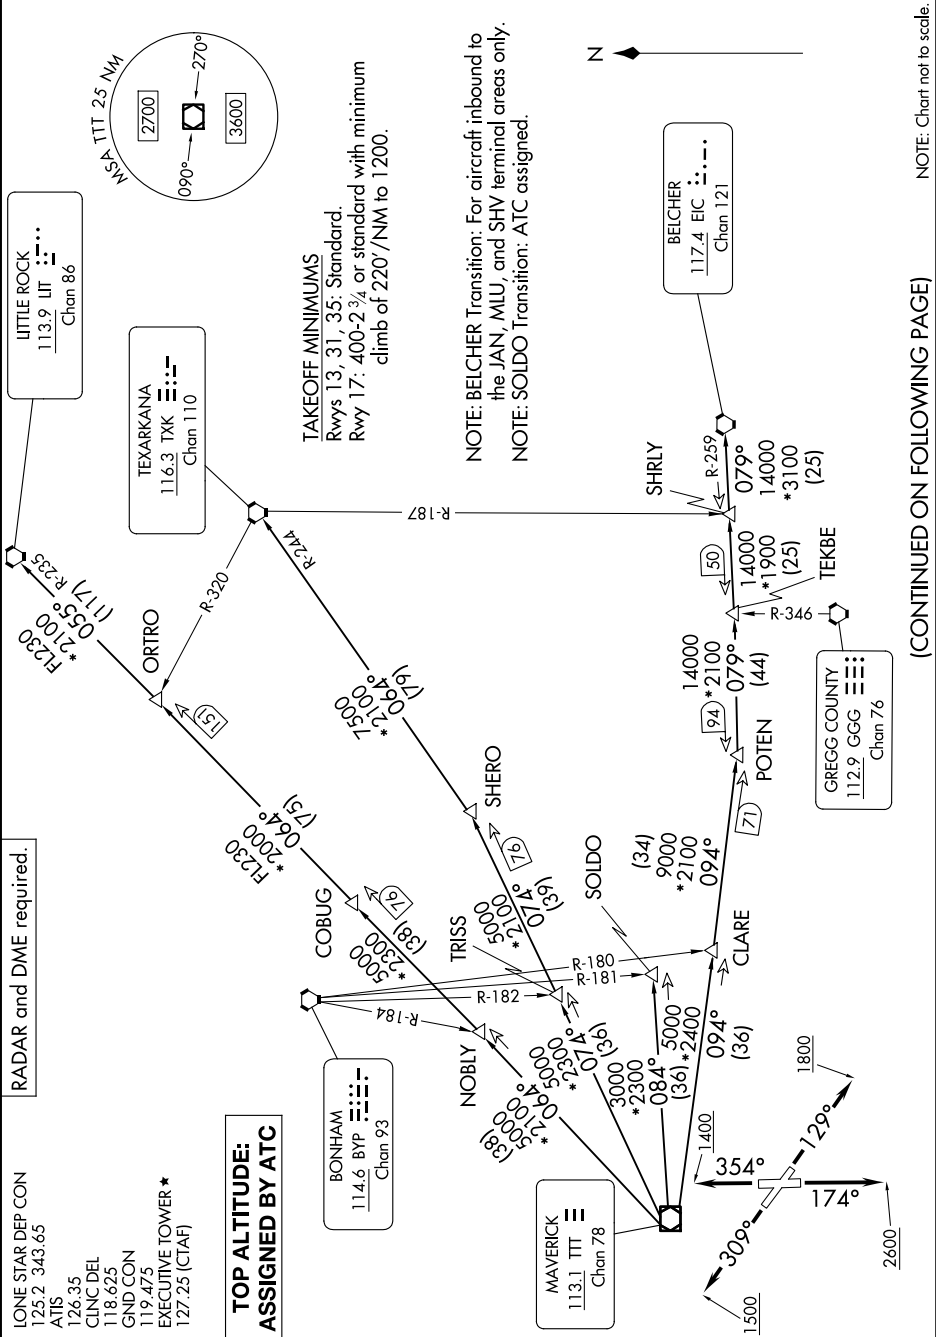 LONE STAR DEP CON
125.2 343.65
ATIS
126.35
CLNC DEL
118.625
GND CON
119.475
EXECUTIVE TOWER ★
127.25 (CTAF)
RADAR and DME required.
TOP ALTITUDE:
ASSIGNED BY ATC
LITTLE ROCK
113.9 LIT
Chan 86
MSA TTT 25 NM
2700
090°
270°
3600
TEXARKANA
116.3 TXK
Chan 110
R-235
FL230
*2100
055°
(117)
ORTRO
R-320
151
R-244
R-187
TAKEOFF MINIMUMS
Rwys 13, 31, 35: Standard.
Rwy 17: 400-2¾ or standard with minimum
climb of 220'/NM to 1200.
NOTE: BELCHER Transition: For aircraft inbound to
the JAN, MLU, and SHV terminal areas only.
NOTE: SOLDO Transition: ATC assigned.
FL230
*2000
064°
(75)
7500
*2100
064°
(79)
COBUG
76
SHERO
76
BONHAM
114.6 BYP
Chan 93
5000
*2300
(38)
R-184
R-182
R-181
R-180
TRISS
5000
*2100
074°
(39)
SOLDO
NOBLY
(38)
5000
*2100
064°
5000
*2300
074°
(36)
3000
*2300
084°
(36)
5000
*2400
094°
(36)
CLARE
(34)
9000
*2100
094°
71
POTEN
94
14000
*2100
079°
(44)
TEKBE
R-346
50
14000
*1900
(25)
SHRLY
R-259
079°
14000
*3100
(25)
BELCHER
117.4 EIC
Chan 121
GREGG COUNTY
112.9 GGG
Chan 76
MAVERICK
113.1 TTT
Chan 78
1400
354°
1800
129°
309°
174°
1500
2600
N
(CONTINUED ON FOLLOWING PAGE)
NOTE: Chart not to scale.